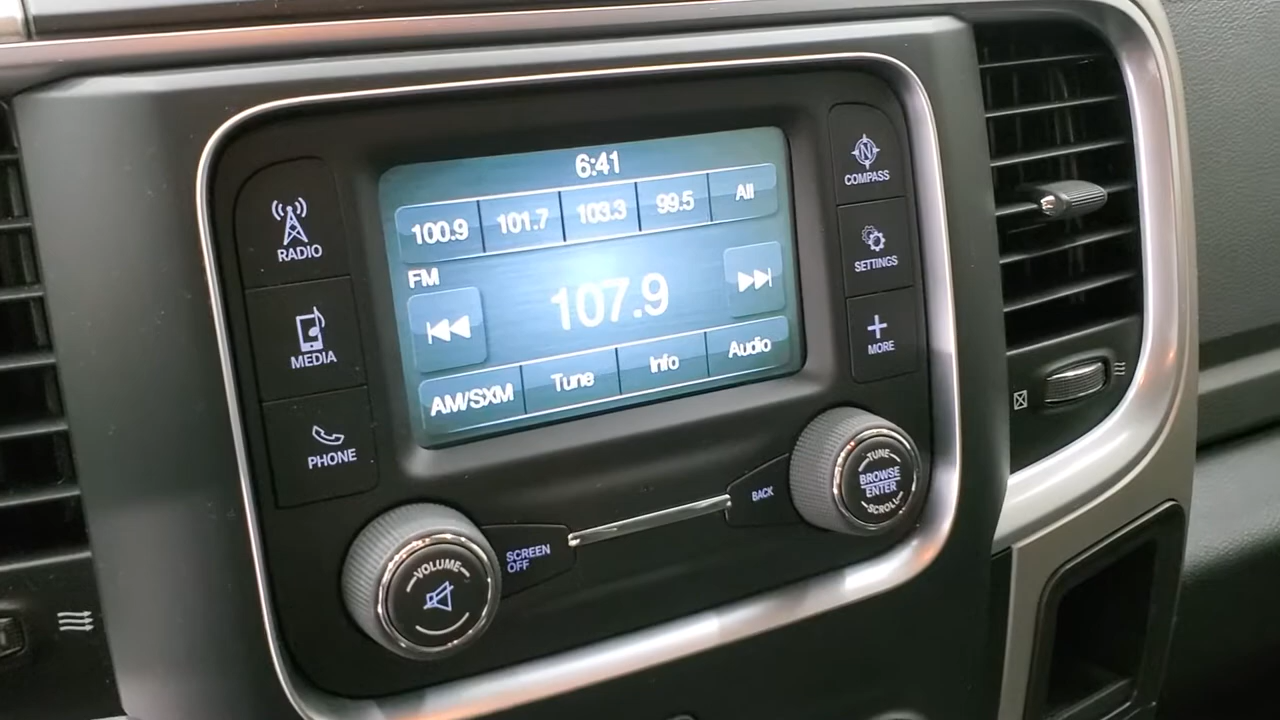 6:41
100.9 101.7 103.3 99.5 All
FM
107.9
AM/SXM Tune Info Audio
RADIO
MEDIA
PHONE
N
COMPASS
SETTINGS
MORE
VOLUME
SCREEN
OFF
BACK
TUNE
BROWSE
ENTER
SCROLL